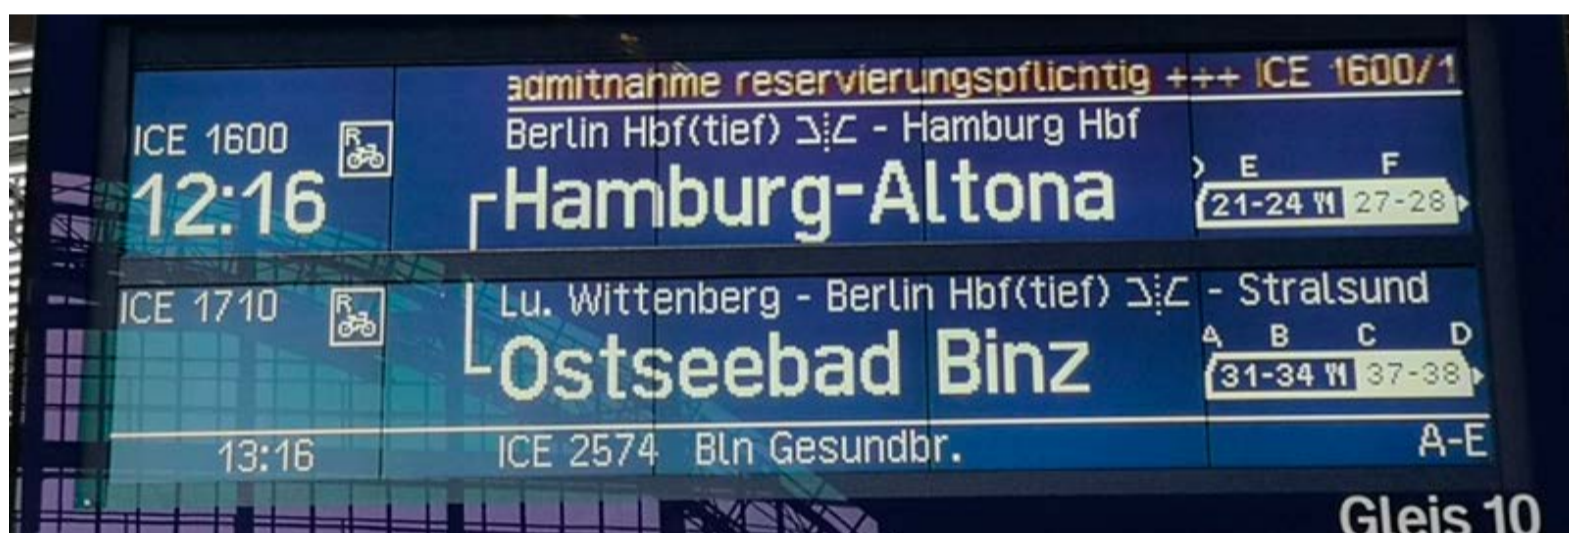 admitnahme reservierungspflichtig +++ ICE 1600/1
ICE 1600 R Berlin Hbf(tief) - Hamburg Hbf
12:16 Hamburg-Altona
E F
21-24 27-28
ICE 1710 R Lu. Wittenberg - Berlin Hbf(tief) - Stralsund
Ostseebad Binz
A B C D
31-34 37-38
13:16 ICE 2574 Bln Gesundbr. A-E
Gleis 10